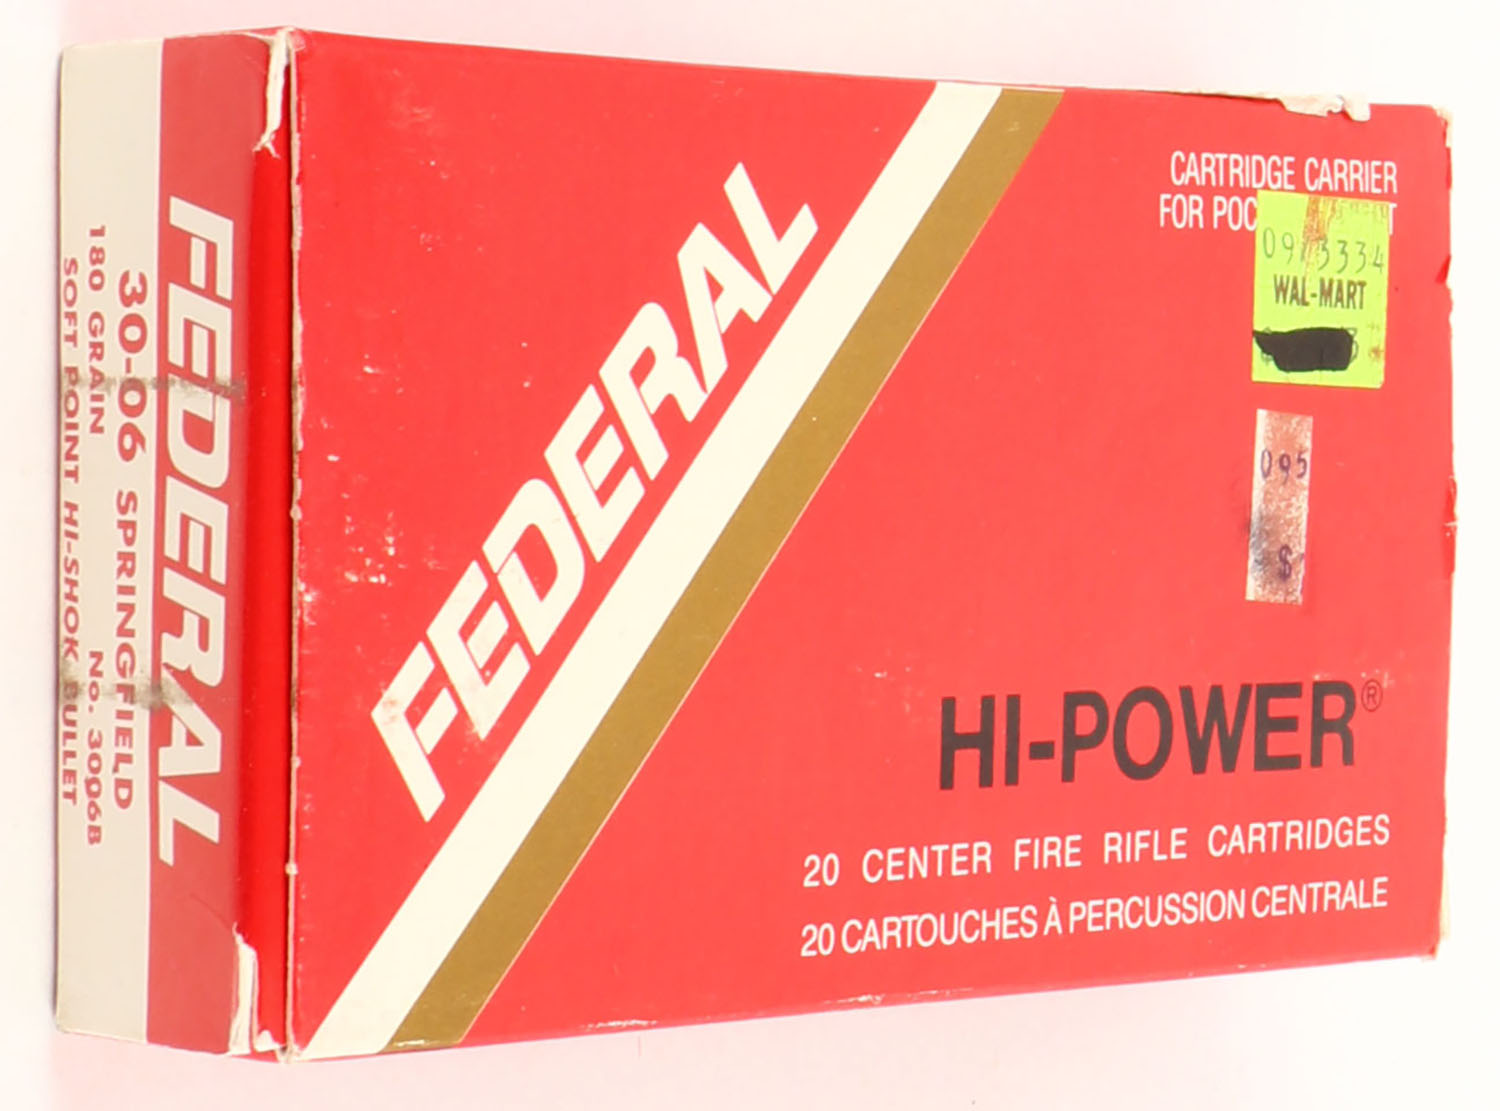 FEDERAL
30-06 SPRINGFIELD
180 GRAIN No. 3006B
SOFT POINT HI-SHOK BULLET
FEDERAL
CARTRIDGE CARRIER
FOR
WAL-MART
095
$
HI-POWER®
20 CENTER FIRE RIFLE CARTRIDGES
20 CARTOUCHES À PERCUSSION CENTRALE